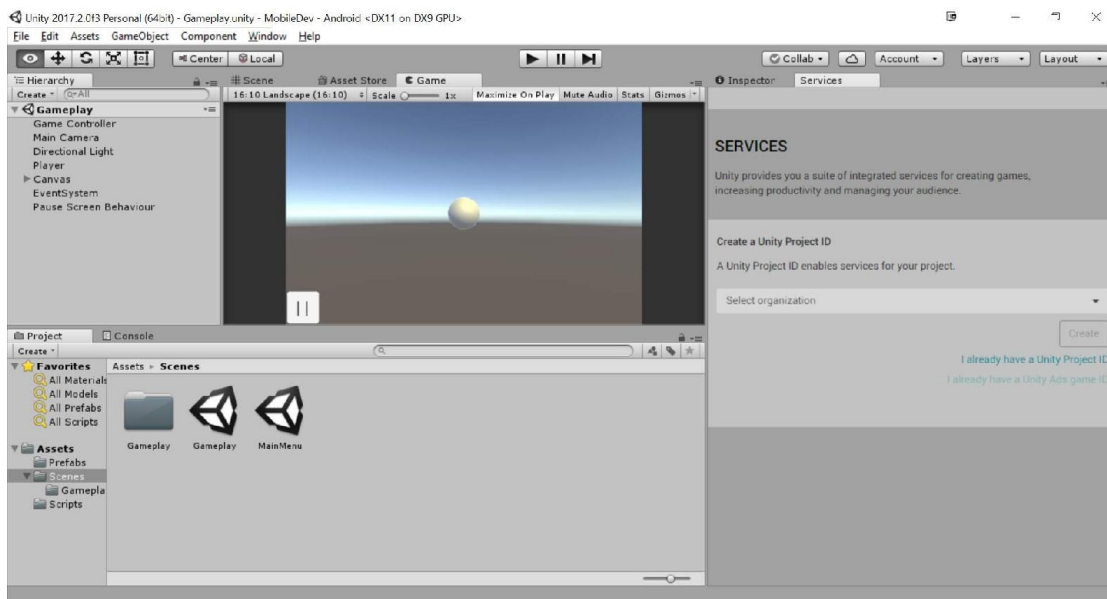 Unity 2017.2.0f3 Personal (64bit) - Gameplay.unity - MobileDev - Android <DX11 on DX9 GPU>
File Edit Assets GameObject Component Window Help
Center Local Collab Account Layers Layout
Hierarchy
Create All
Gameplay
Game Controller
Main Camera
Directional Light
Player
Canvas
EventSystem
Pause Screen Behaviour
Scene Asset Store Game
16:10 Landscape (16:10) Scale 1x Maximize On Play Mute Audio Stats Gizmos
Inspector Services
SERVICES
Unity provides you a suite of integrated services for creating games,
increasing productivity and managing your audience.
Create a Unity Project ID
A Unity Project ID enables services for your project.
Select organization
Create
I already have a Unity Project ID
I already have a Unity Ads game ID
Project Console
Create
Favorites
All Materials
All Models
All Prefabs
All Scripts
Assets
Prefabs
Scenes
Gamepla
Scripts
Assets Scenes
Gameplay Gameplay MainMenu